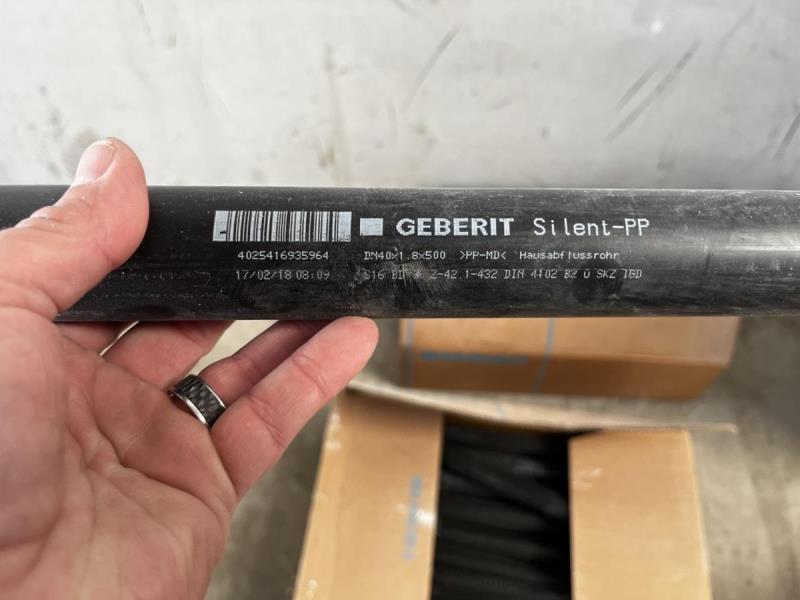 GEBERIT Silent-PP
4025416935964 DN40x1.8x500 >PP-MD< Hausabflussrohr
17/02/18 08:09 S16 BD * Z-42.1-432 DIN 4102 B2 Ü SKZ